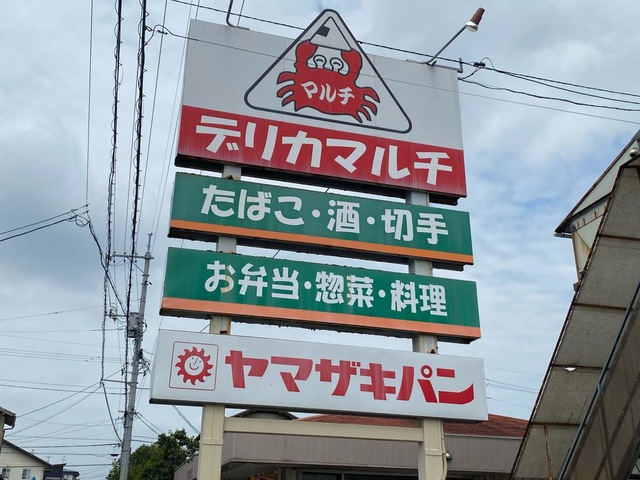 マルチ
デリカマルチ
たばこ・酒・切手
お弁当・惣菜・料理
ヤマザキパン